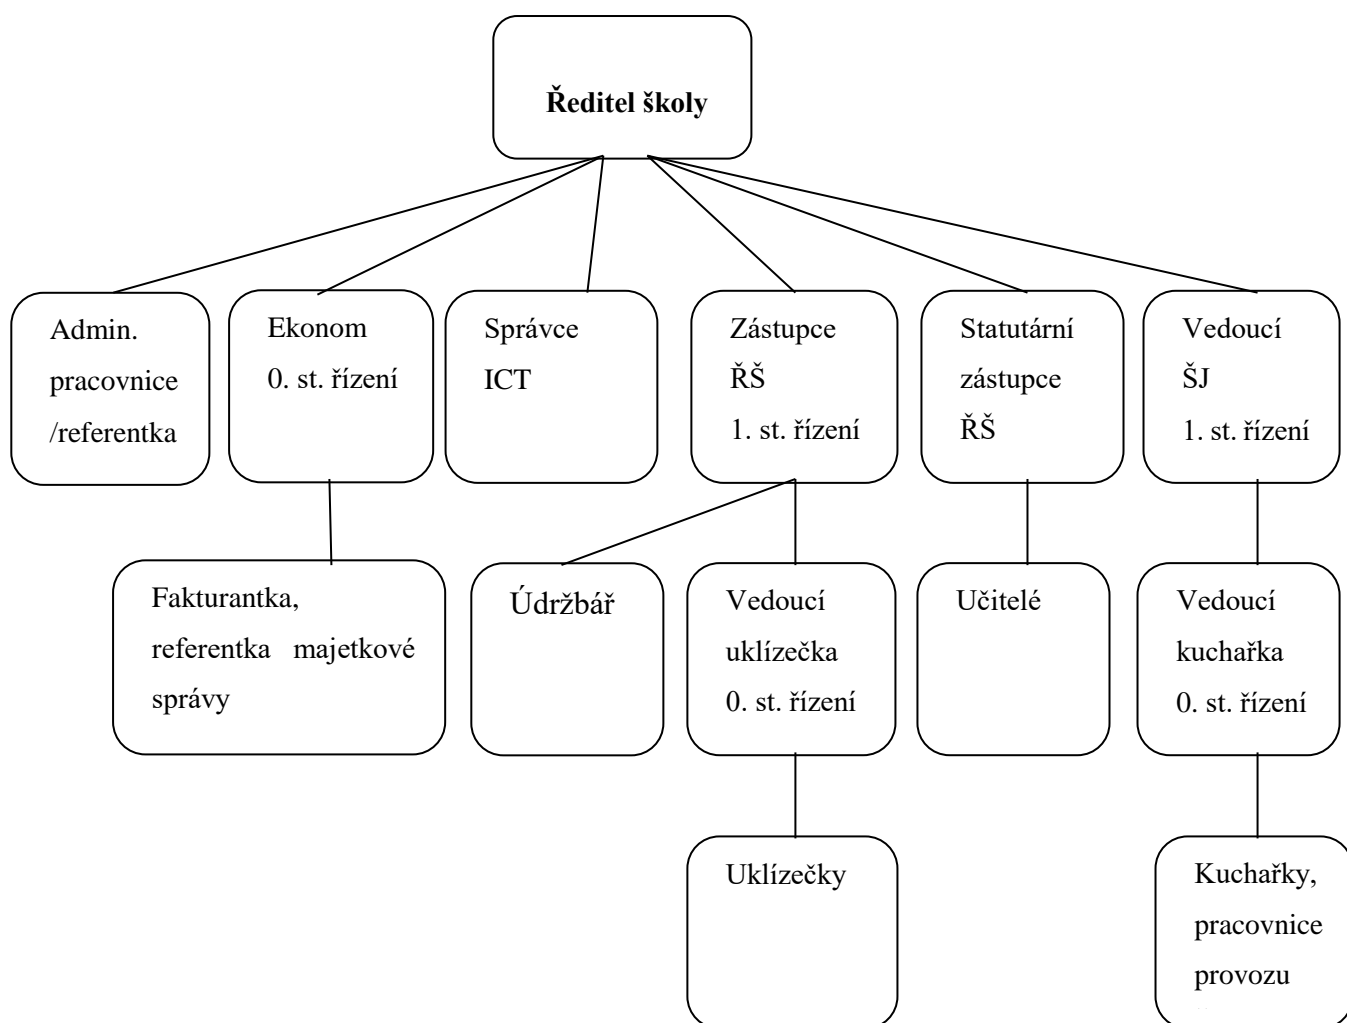 Ředitel školy
Admin.
pracovnice
/referentka
Ekonom
0. st. řízení
Správce
ICT
Zástupce
ŘŠ
1. st. řízení
Statutární
zástupce
ŘŠ
Vedoucí
ŠJ
1. st. řízení
Fakturantka,
referentka majetkové
správy
Údržbář
Vedoucí
uklízečka
0. st. řízení
Učitelé
Vedoucí
kuchařka
0. st. řízení
Uklízečky
Kuchařky,
pracovnice
provozu